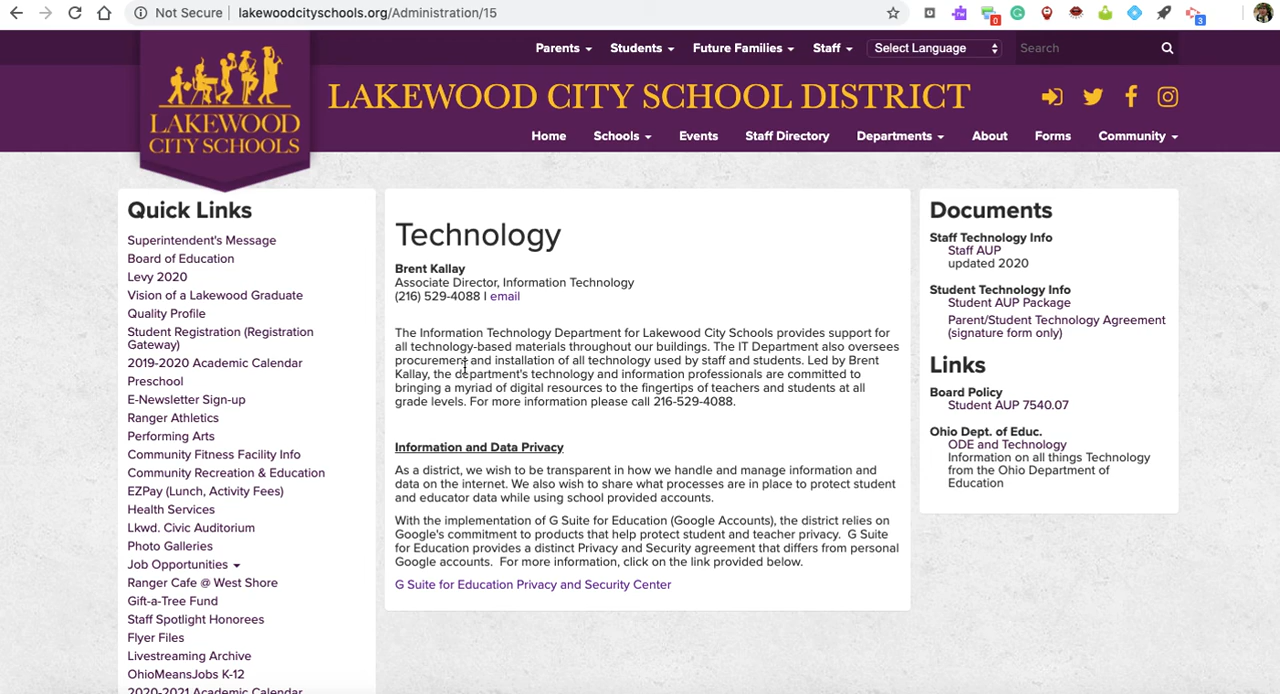 Not Secure | lakewoodcityschools.org/Administration/15
0
3
Parents Students Future Families Staff Select Language Search
LAKEWOOD CITY SCHOOLS
LAKEWOOD CITY SCHOOL DISTRICT
Home Schools Events Staff Directory Departments About Forms Community
Quick Links
Superintendent's Message
Board of Education
Levy 2020
Vision of a Lakewood Graduate
Quality Profile
Student Registration (Registration
Gateway)
2019-2020 Academic Calendar
Preschool
E-Newsletter Sign-up
Ranger Athletics
Performing Arts
Community Fitness Facility Info
Community Recreation & Education
EZPay (Lunch, Activity Fees)
Health Services
Lkwd. Civic Auditorium
Photo Galleries
Job Opportunities
Ranger Cafe @ West Shore
Gift-a-Tree Fund
Staff Spotlight Honorees
Flyer Files
Livestreaming Archive
OhioMeansJobs K-12
2020-2021 Academic Calendar
Technology
Brent Kallay
Associate Director, Information Technology
(216) 529-4088 I email
The Information Technology Department for Lakewood City Schools provides support for
all technology-based materials throughout our buildings. The IT Department also oversees
procurement and installation of all technology used by staff and students. Led by Brent
Kallay, the department's technology and information professionals are committed to
bringing a myriad of digital resources to the fingertips of teachers and students at all
grade levels. For more information please call 216-529-4088.
Information and Data Privacy
As a district, we wish to be transparent in how we handle and manage information and
data on the internet. We also wish to share what processes are in place to protect student
and educator data while using school provided accounts.
With the implementation of G Suite for Education (Google Accounts), the district relies on
Google's commitment to products that help protect student and teacher privacy. G Suite
for Education provides a distinct Privacy and Security agreement that differs from personal
Google accounts. For more information, click on the link provided below.
G Suite for Education Privacy and Security Center
Documents
Staff Technology Info
Staff AUP
updated 2020
Student Technology Info
Student AUP Package
Parent/Student Technology Agreement
(signature form only)
Links
Board Policy
Student AUP 7540.07
Ohio Dept. of Educ.
ODE and Technology
Information on all things Technology
from the Ohio Department of
Education